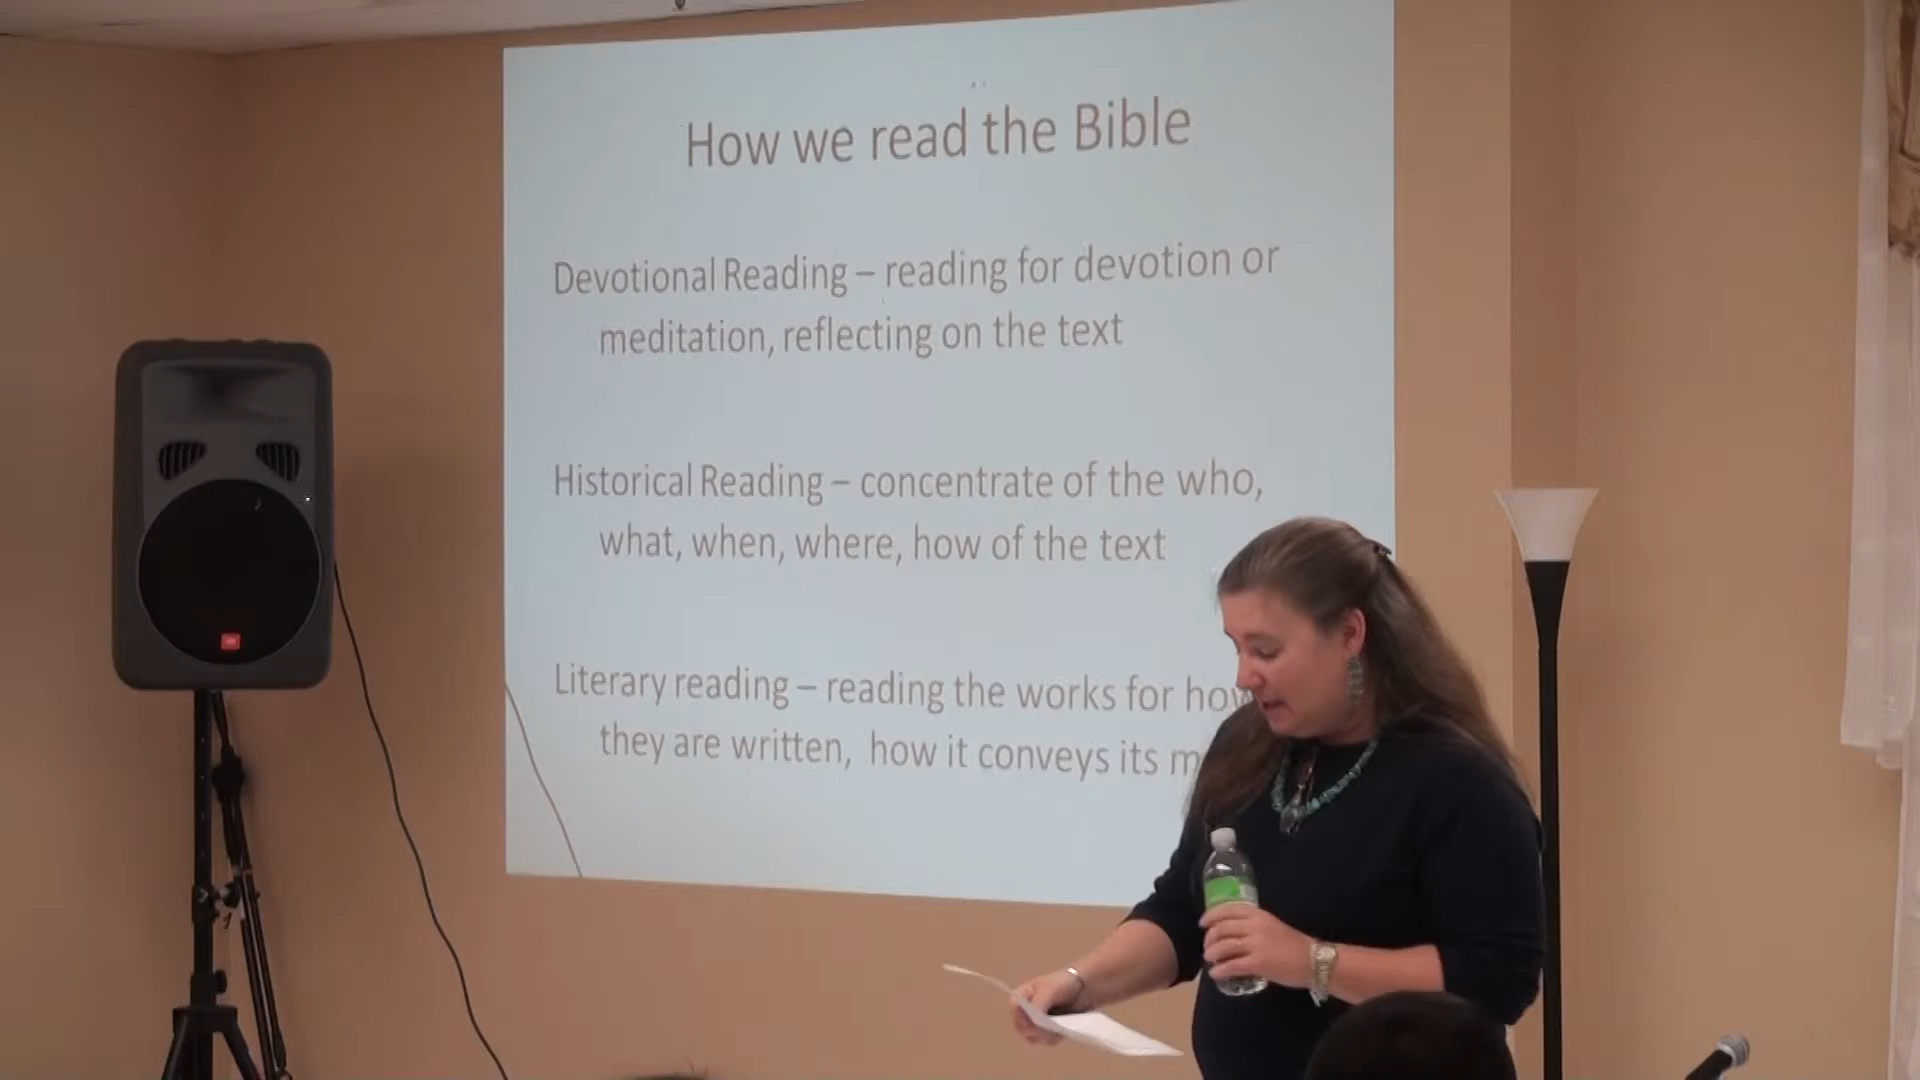 How we read the Bible
Devotional Reading – reading for devotion or
meditation, reflecting on the text
Historical Reading – concentrate of the who,
what, when, where, how of the text
Literary reading – reading the works for how
they are written, how it conveys its